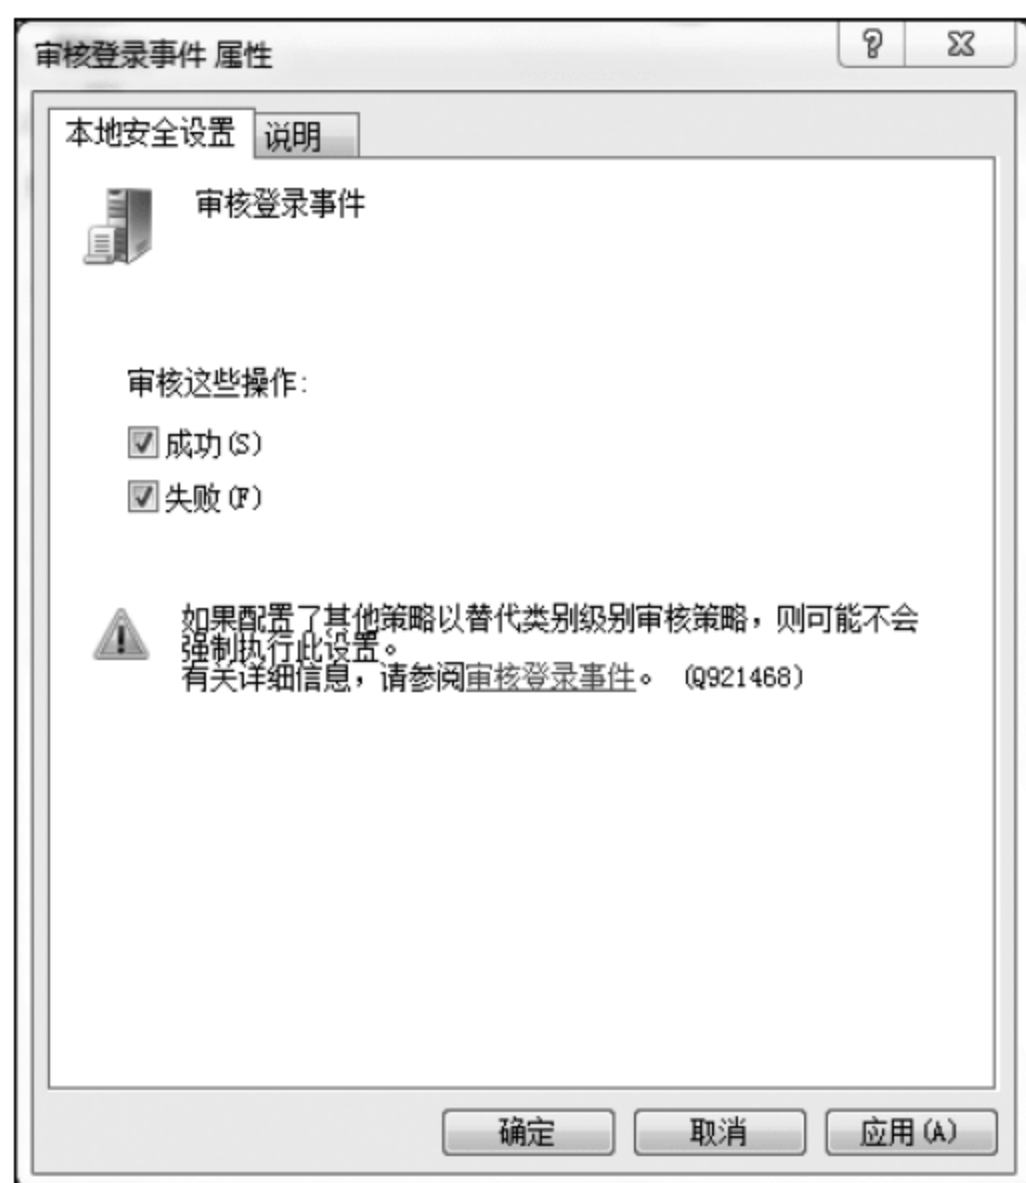 审核登录事件 属性
本地安全设置 说明
审核登录事件
审核这些操作:
成功(S)
失败(F)
如果配置了其他策略以替代类别级别审核策略，则可能不会
强制执行此设置。
有关详细信息，请参阅审核登录事件。 (Q921468)
确定 取消 应用(A)